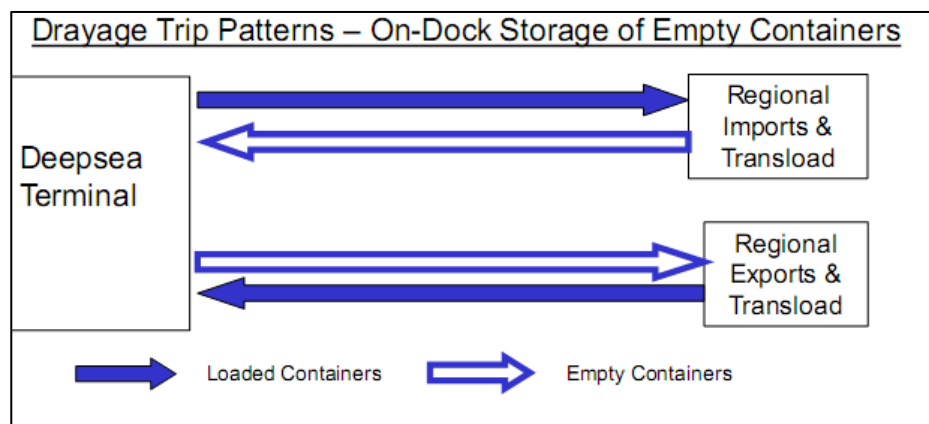 Drayage Trip Patterns – On-Dock Storage of Empty Containers
Deepsea
Terminal
Regional
Imports &
Transload
Regional
Exports &
Transload
Loaded Containers
Empty Containers